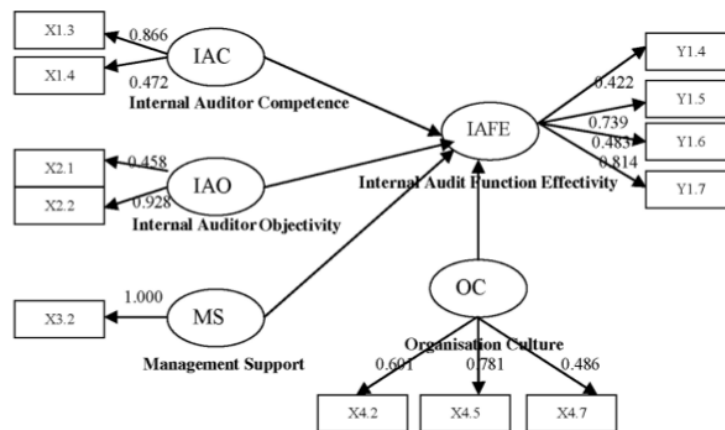 X1.3
0.866
IAC
X1.4
0.472
Internal Auditor Competence
Y1.4
0.422
Y1.5
IAFE
0.739
Y1.6
0.483
0.814
Y1.7
Internal Audit Function Effectivity
X2.1
0.458
IAO
X2.2
0.928
Internal Auditor Objectivity
X3.2
1.000
MS
Management Support
OC
Organisation Culture
0.601
0.781
0.486
X4.2
X4.5
X4.7